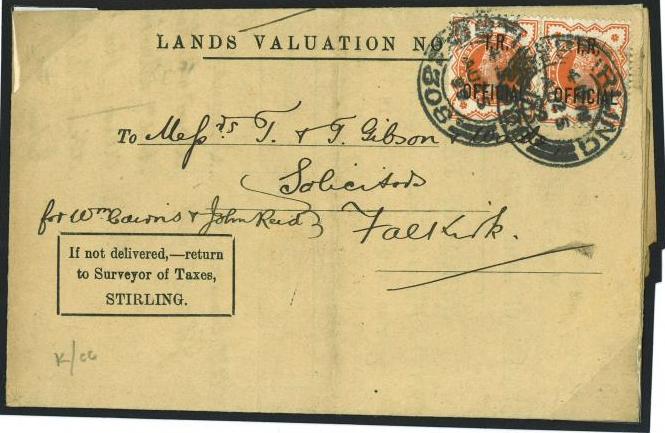 LANDS VALUATION NO
I.R. I.R.
OFFICIAL OFFICIAL
STIRLING
To Messrs T. & T. Gibson &
Solicitors
for Wm Cairns & John Reid Falkirk.
If not delivered,—return
to Surveyor of Taxes,
STIRLING.